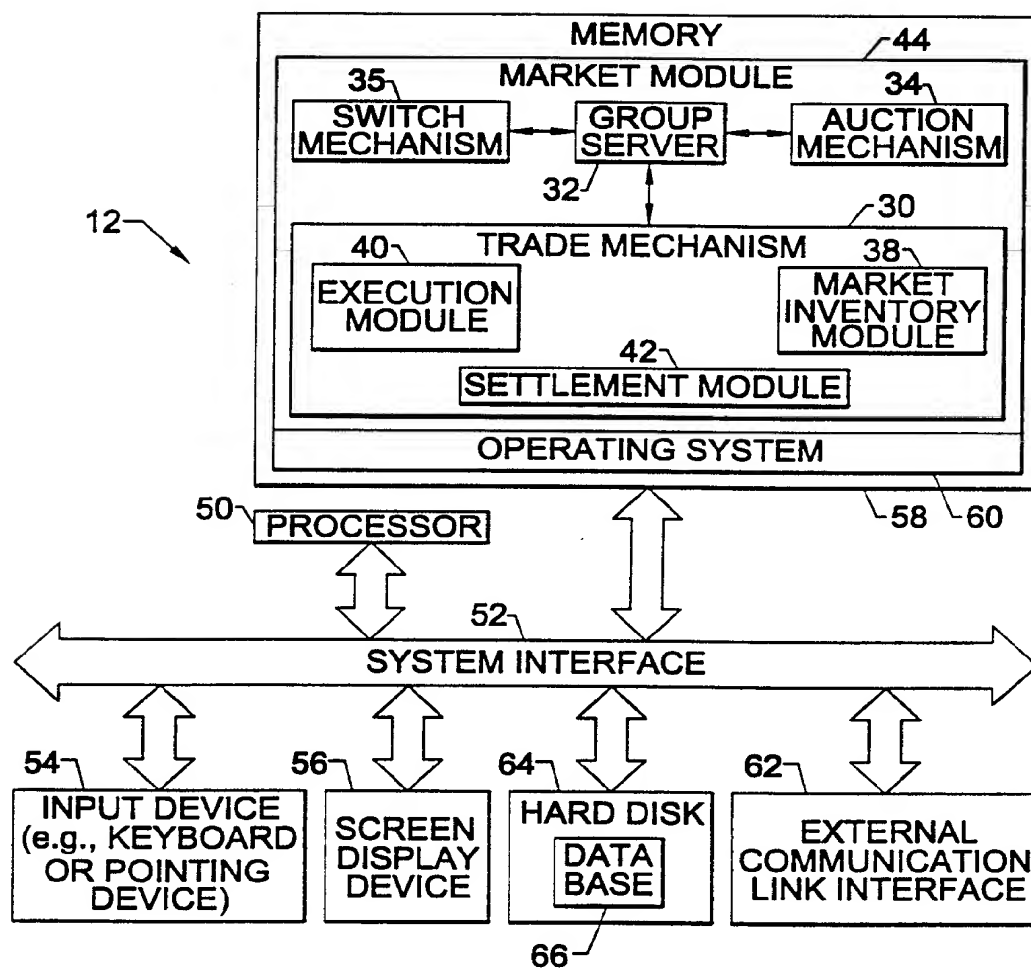 MEMORY
44
MARKET MODULE
35
SWITCH
MECHANISM
GROUP
SERVER
32
34
AUCTION
MECHANISM
12
30
TRADE MECHANISM
40
EXECUTION
MODULE
38
MARKET
INVENTORY
MODULE
42
SETTLEMENT MODULE
OPERATING SYSTEM
58
60
50
PROCESSOR
52
SYSTEM INTERFACE
54
INPUT DEVICE
(e.g., KEYBOARD
OR POINTING
DEVICE)
56
SCREEN
DISPLAY
DEVICE
64
HARD DISK
DATA
BASE
66
62
EXTERNAL
COMMUNICATION
LINK INTERFACE